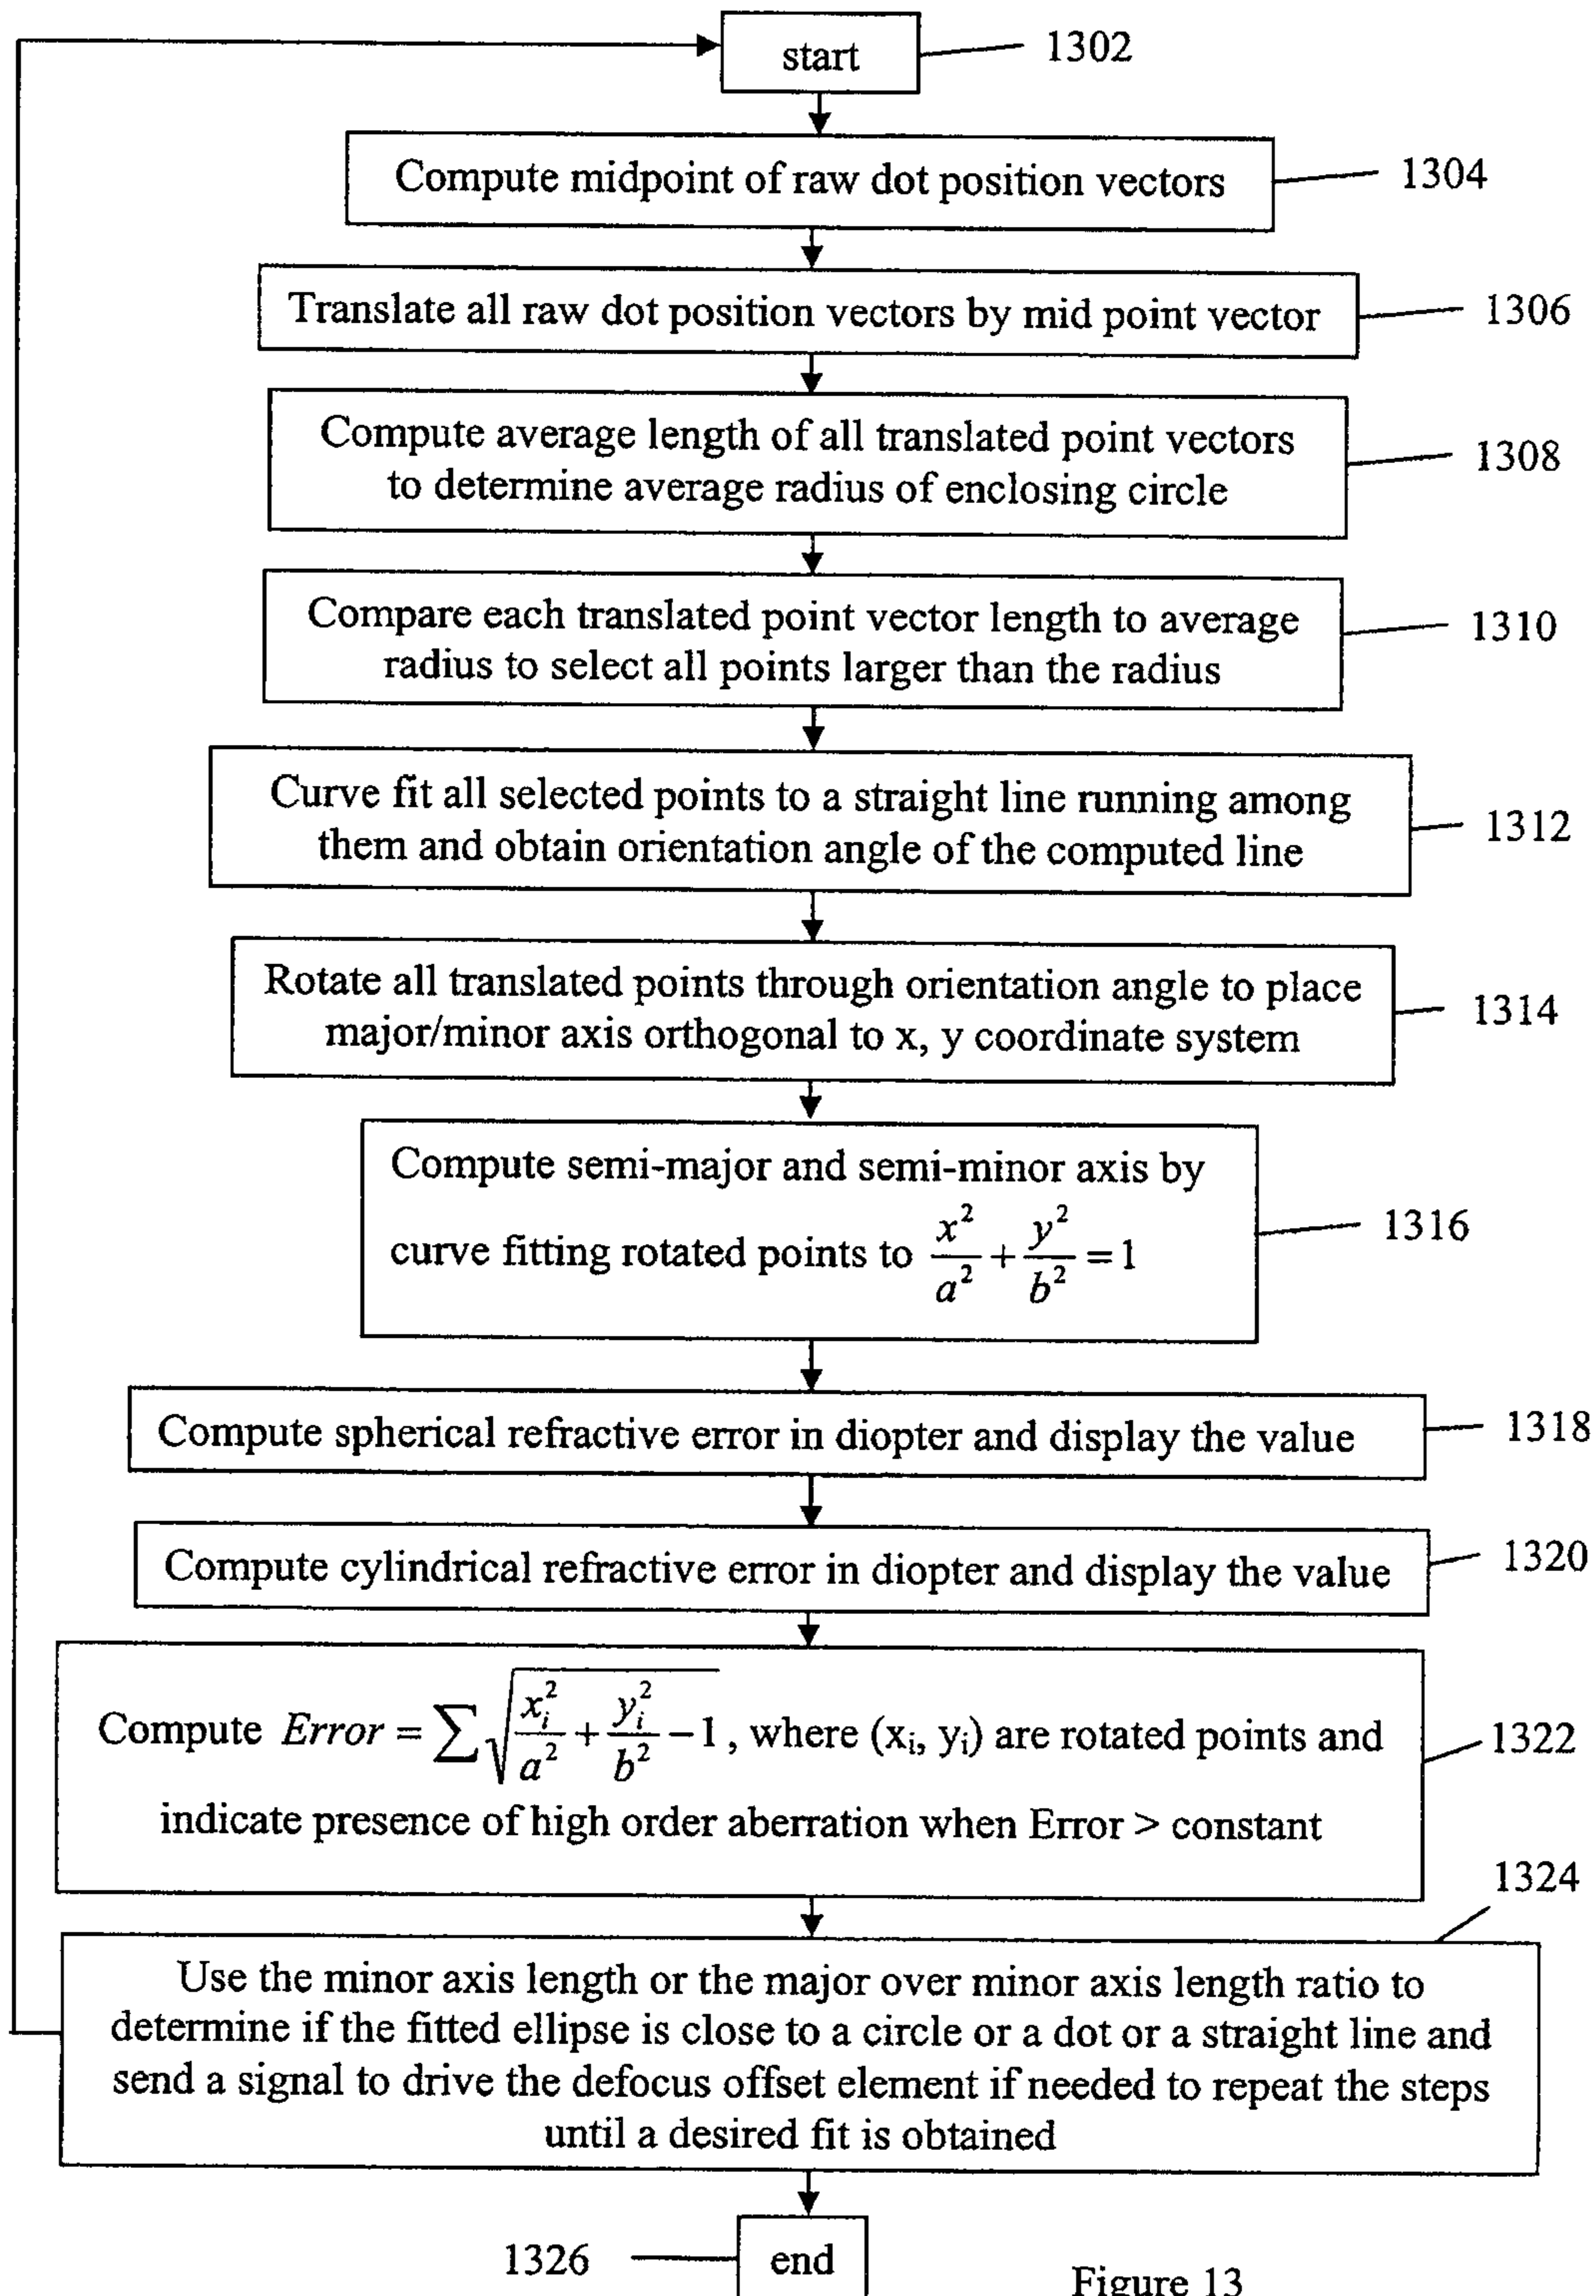 start
1302
Compute midpoint of raw dot position vectors
1304
Translate all raw dot position vectors by mid point vector
1306
Compute average length of all translated point vectors
to determine average radius of enclosing circle
1308
Compare each translated point vector length to average
radius to select all points larger than the radius
1310
Curve fit all selected points to a straight line running among
them and obtain orientation angle of the computed line
1312
Rotate all translated points through orientation angle to place
major/minor axis orthogonal to x, y coordinate system
1314
Compute semi-major and semi-minor axis by
curve fitting rotated points to x²/a² + y²/b² = 1
1316
Compute spherical refractive error in diopter and display the value
1318
Compute cylindrical refractive error in diopter and display the value
1320
Compute Error = ∑√(xᵢ²/a² + yᵢ²/b² − 1), where (xᵢ, yᵢ) are rotated points and
indicate presence of high order aberration when Error > constant
1322
1324
Use the minor axis length or the major over minor axis length ratio to
determine if the fitted ellipse is close to a circle or a dot or a straight line and
send a signal to drive the defocus offset element if needed to repeat the steps
until a desired fit is obtained
1326
end
Figure 13